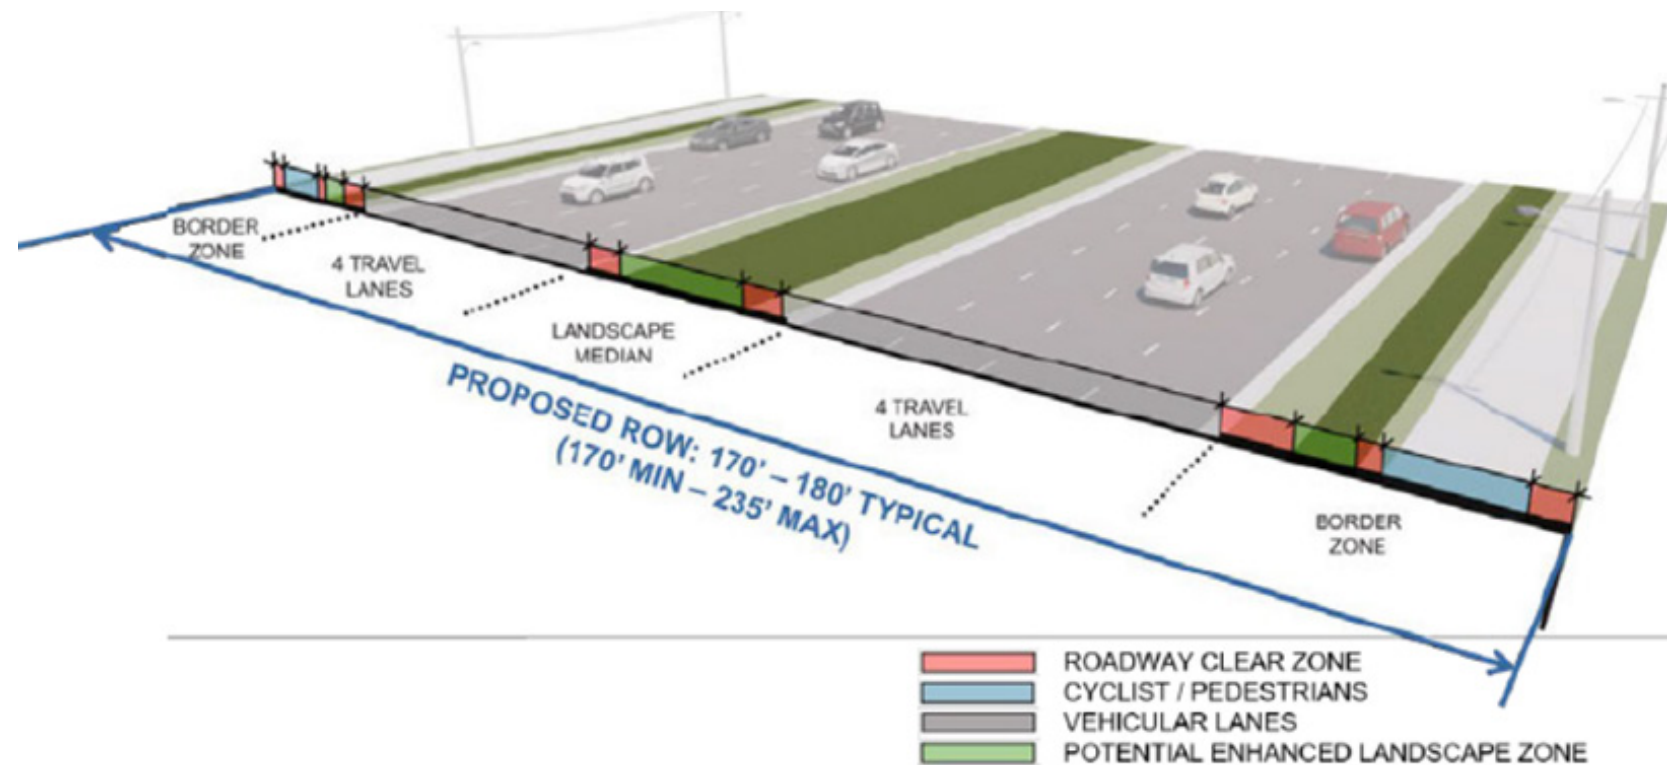 BORDER
ZONE
4 TRAVEL
LANES
LANDSCAPE
MEDIAN
4 TRAVEL
LANES
BORDER
ZONE
PROPOSED ROW: 170' – 180' TYPICAL
(170' MIN – 235' MAX)
ROADWAY CLEAR ZONE
CYCLIST / PEDESTRIANS
VEHICULAR LANES
POTENTIAL ENHANCED LANDSCAPE ZONE